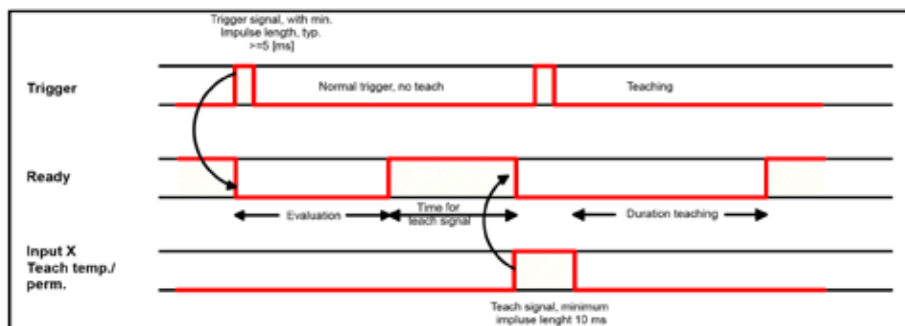 Trigger signal, with min.
Impulse length, typ.
>=5 [ms]
Trigger
Normal trigger, no teach
Teaching
Ready
Evaluation
Time for
teach signal
Duration teaching
Input X
Teach temp./
perm.
Teach signal, minimum
impluse lenght 10 ms